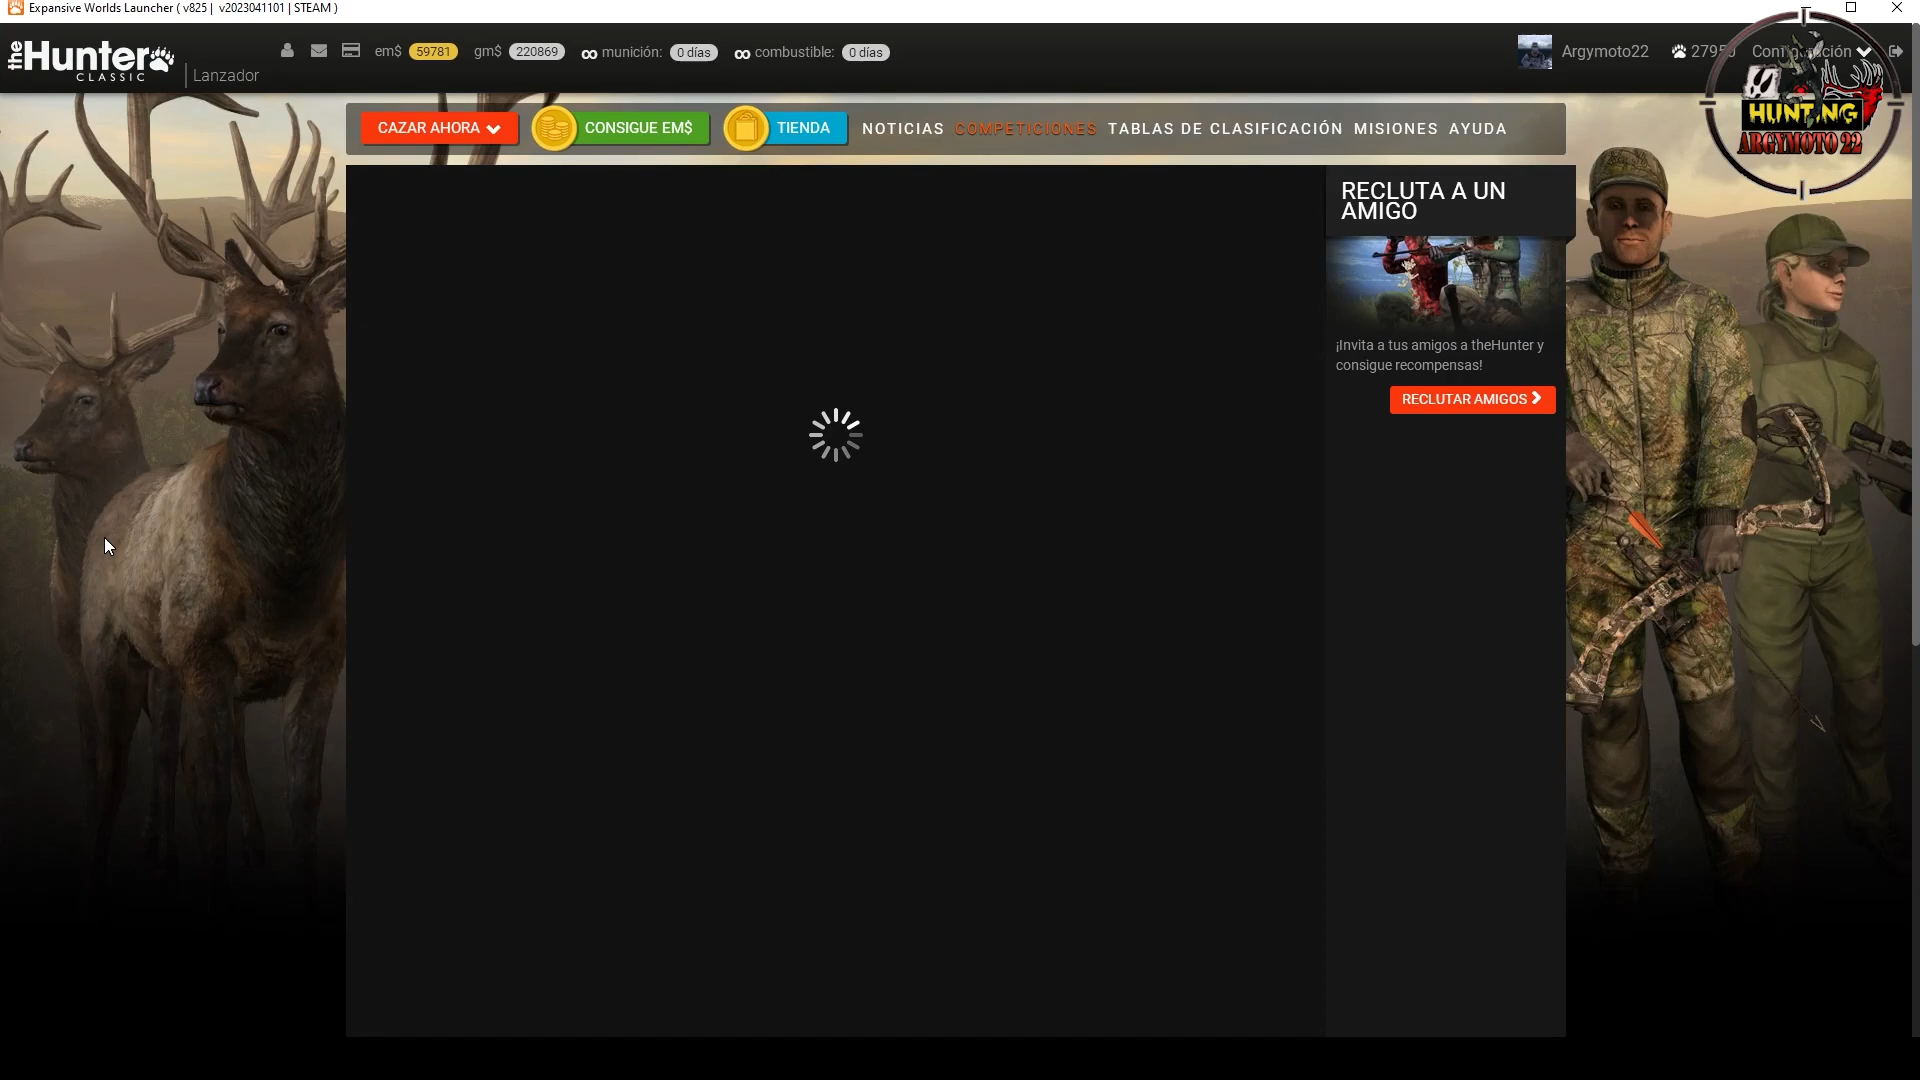 Expansive Worlds Launcher ( v825 | v2023041101 | STEAM )
theHunter CLASSIC
Lanzador
em$ 59781 gm$ 220869 munición: 0 días combustible: 0 días
Argymoto22
CAZAR AHORA
CONSIGUE EM$
TIENDA
NOTICIAS COMPETICIONES TABLAS DE CLASIFICACIÓN MISIONES AYUDA
HUNTING
ARGYMOTO 22
RECLUTA A UN
AMIGO
¡Invita a tus amigos a theHunter y
consigue recompensas!
RECLUTAR AMIGOS